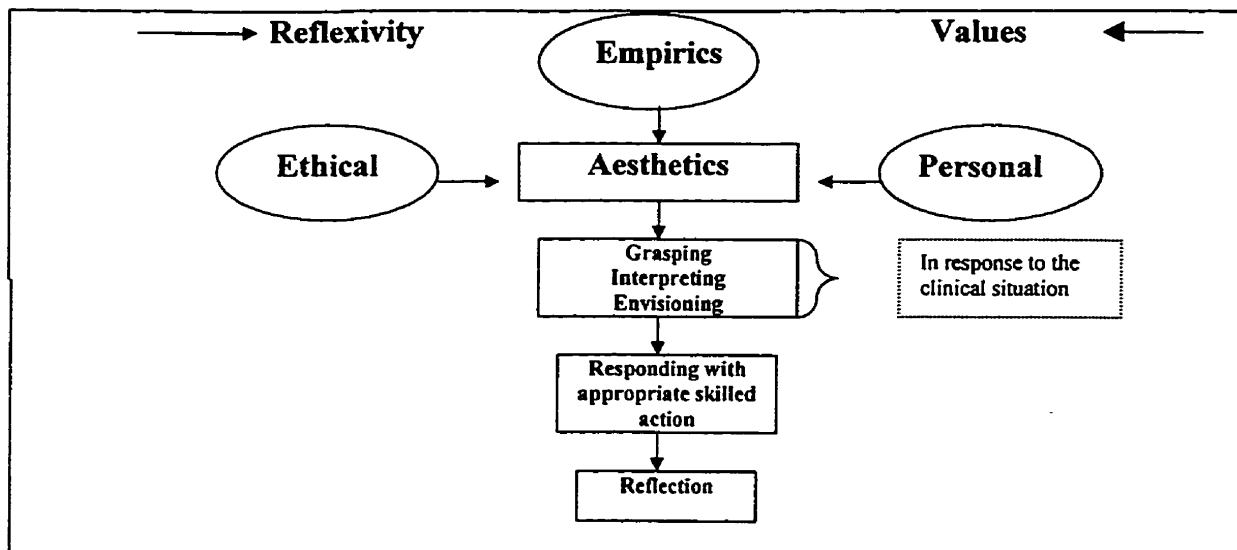 Reflexivity
Values
Empirics
Ethical
Aesthetics
Personal
Grasping
Interpreting
Envisioning
In response to the
clinical situation
Responding with
appropriate skilled
action
Reflection